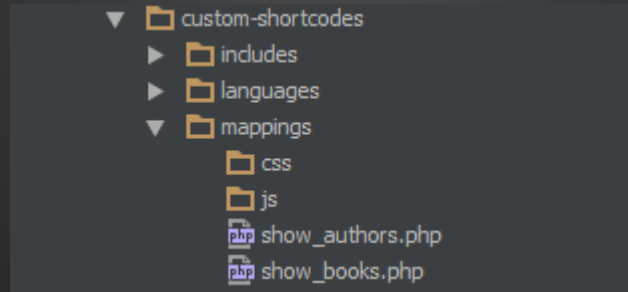 custom-shortcodes
includes
languages
mappings
css
js
php show_authors.php
php show_books.php